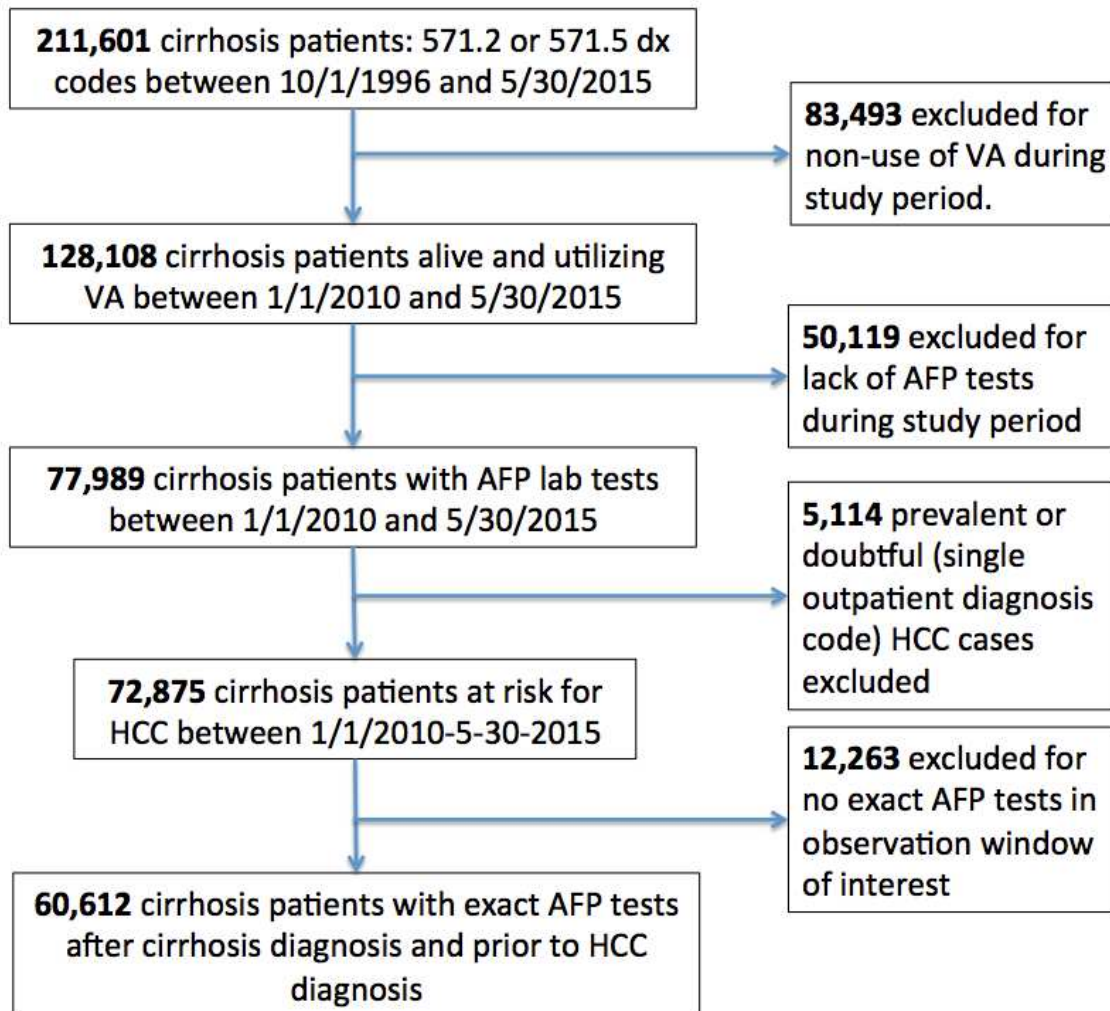 211,601 cirrhosis patients: 571.2 or 571.5 dx
codes between 10/1/1996 and 5/30/2015
83,493 excluded for
non-use of VA during
study period.
128,108 cirrhosis patients alive and utilizing
VA between 1/1/2010 and 5/30/2015
50,119 excluded for
lack of AFP tests
during study period
77,989 cirrhosis patients with AFP lab tests
between 1/1/2010 and 5/30/2015
5,114 prevalent or
doubtful (single
outpatient diagnosis
code) HCC cases
excluded
72,875 cirrhosis patients at risk for
HCC between 1/1/2010-5-30-2015
12,263 excluded for
no exact AFP tests in
observation window
of interest
60,612 cirrhosis patients with exact AFP tests
after cirrhosis diagnosis and prior to HCC
diagnosis